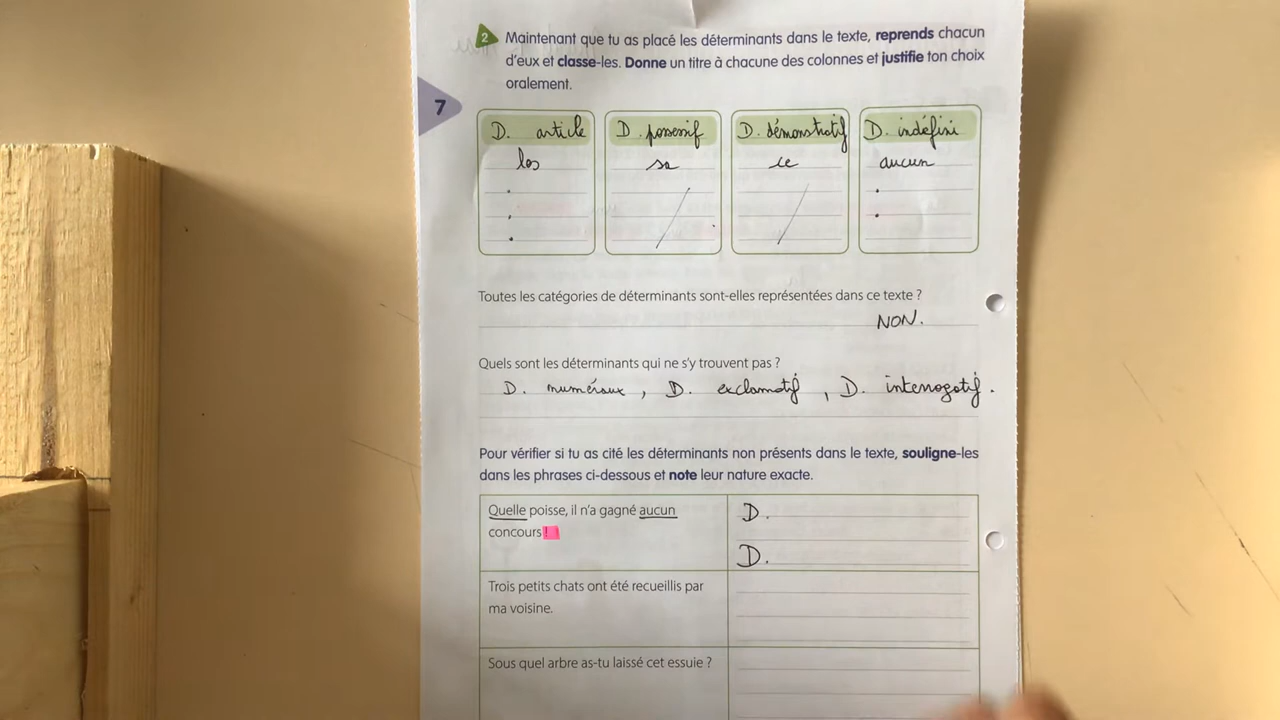 2 Maintenant que tu as placé les déterminants dans le texte, reprends chacun
d'eux et classe-les. Donne un titre à chacune des colonnes et justifie ton choix
oralement.
7
D. article D. possessif D. démonstratif D. indéfini
les sa ce aucun
Toutes les catégories de déterminants sont-elles représentées dans ce texte ?
NON.
Quels sont les déterminants qui ne s'y trouvent pas ?
D. numéraux, D. exclamatif, D. interrogatif.
Pour vérifier si tu as cité les déterminants non présents dans le texte, souligne-les
dans les phrases ci-dessous et note leur nature exacte.
Quelle poisse, il n'a gagné aucun D.
concours ! D.
Trois petits chats ont été recueillis par
ma voisine.
Sous quel arbre as-tu laissé cet essuie ?